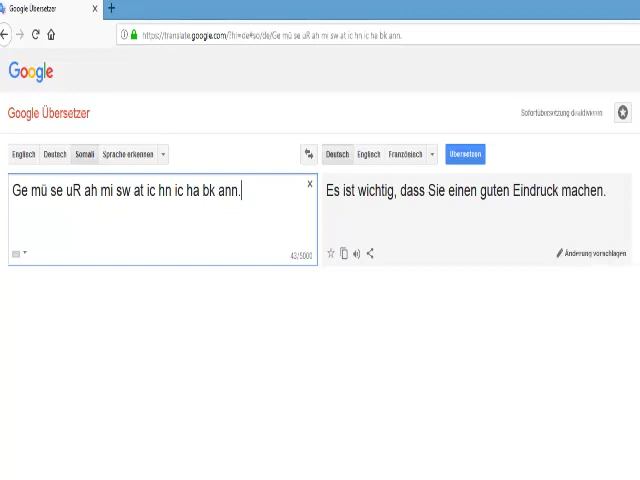 Google Übersetzer
https://translate.google.com/?hl=de#so/de/Ge mü se uR ah mi sw at ic hn ic ha bk ann.
Google
Google Übersetzer
Sofortübersetzung deaktivieren
Englisch Deutsch Somali Sprache erkennen
Deutsch Englisch Französisch Übersetzen
Ge mü se uR ah mi sw at ic hn ic ha bk ann.
Es ist wichtig, dass Sie einen guten Eindruck machen.
43/5000
Änderung vorschlagen